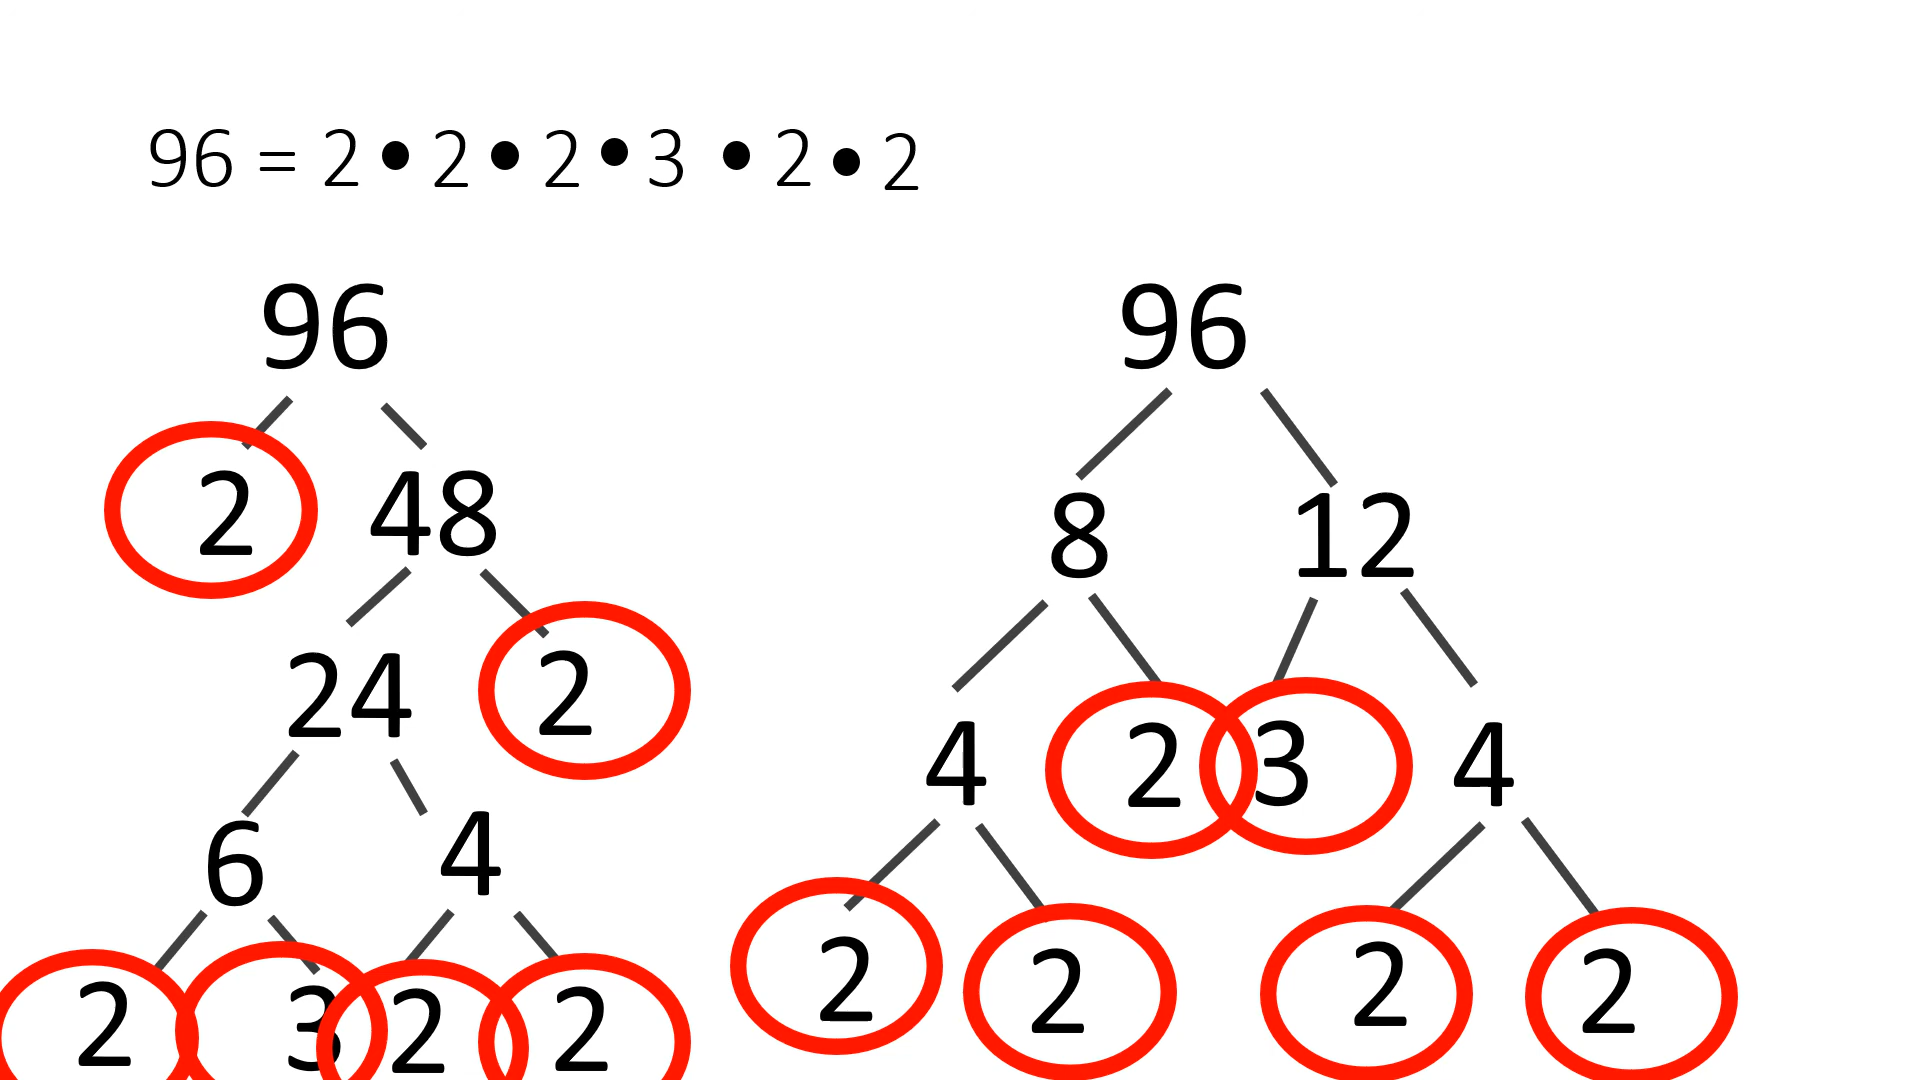 96 = 2 • 2 • 2 • 3 • 2 • 2
96 96
2 48 8 12
24 2 4 2 3 4
6 4
2 3 2 2 2 2 2 2